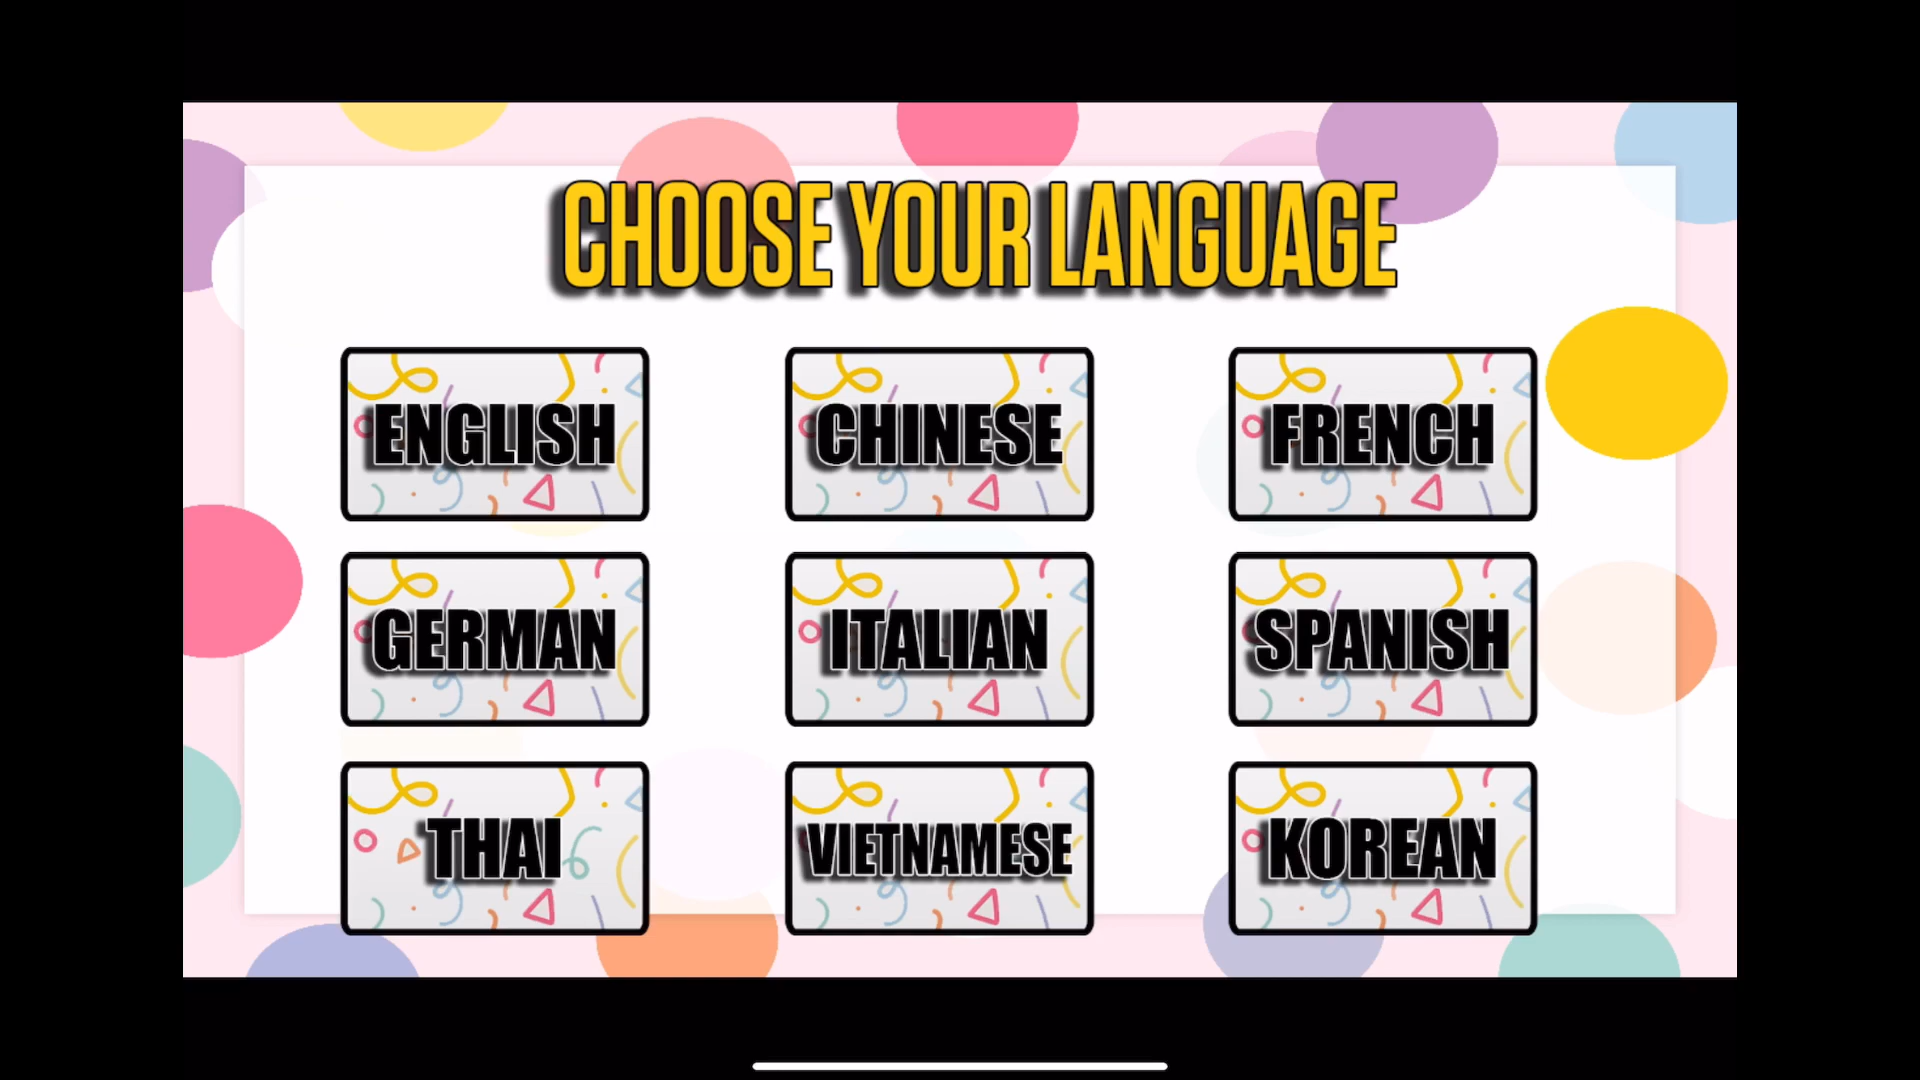 CHOOSE YOUR LANGUAGE
ENGLISH
CHINESE
FRENCH
GERMAN
ITALIAN
SPANISH
THAI
VIETNAMESE
KOREAN